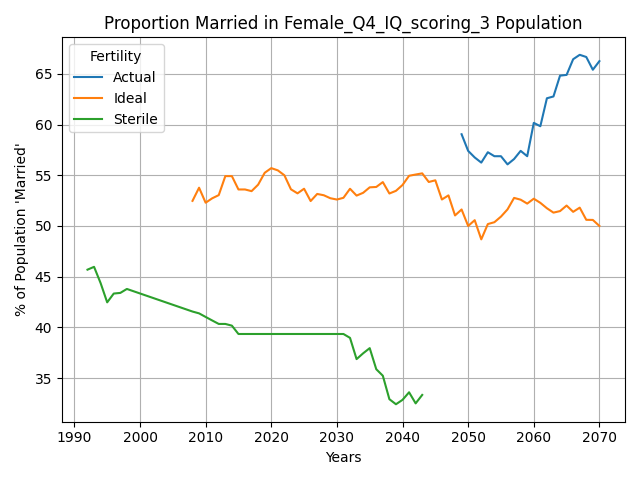 Proportion Married in Female_Q4_IQ_scoring_3 Population
Fertility
Actual
Ideal
Sterile
% of Population 'Married'
65
60
55
50
45
40
35
1990 2000 2010 2020 2030 2040 2050 2060 2070
Years